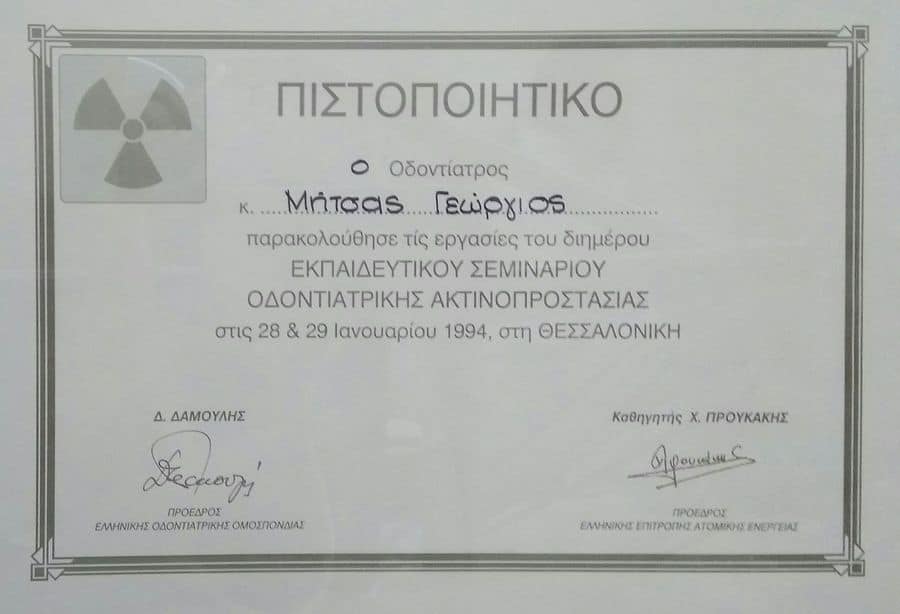 ΠΙΣΤΟΠΟΙΗΤΙΚΟ
Ο Οδοντίατρος
κ. Μήτσας Γεώργιος
παρακολούθησε τίς εργασίες του διημέρου
ΕΚΠΑΙΔΕΥΤΙΚΟΥ ΣΕΜΙΝΑΡΙΟΥ
ΟΔΟΝΤΙΑΤΡΙΚΗΣ ΑΚΤΙΝΟΠΡΟΣΤΑΣΙΑΣ
στις 28 & 29 Ιανουαρίου 1994, στη ΘΕΣΣΑΛΟΝΙΚΗ
Δ. ΔΑΜΟΥΛΗΣ
ΠΡΟΕΔΡΟΣ
ΕΛΛΗΝΙΚΗΣ ΟΔΟΝΤΙΑΤΡΙΚΗΣ ΟΜΟΣΠΟΝΔΙΑΣ
Καθηγητής Χ. ΠΡΟΥΚΑΚΗΣ
ΠΡΟΕΔΡΟΣ
ΕΛΛΗΝΙΚΗΣ ΕΠΙΤΡΟΠΗΣ ΑΤΟΜΙΚΗΣ ΕΝΕΡΓΕΙΑΣ